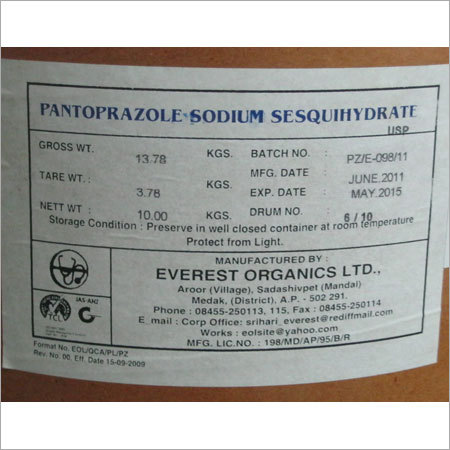 PANTOPRAZOLE SODIUM SESQUIHYDRATE
USP
GROSS WT. : 13.78 KGS. BATCH NO. : PZ/E-098/11
MFG. DATE : JUNE.2011
TARE WT. : 3.78 KGS. EXP. DATE : MAY.2015
NETT WT : 10.00 KGS. DRUM NO. : 6 / 10
Storage Condition : Preserve in well closed container at room temperature
Protect from Light.
MANUFACTURED BY :
EVEREST ORGANICS LTD.,
Aroor (Village), Sadashivpet (Mandal)
Medak, (District), A.P. - 502 291.
Phone : 08455-250113, 115, Fax : 08455-250114
E_mail : Corp Office : srihari_everest@rediffmail.com
Works : eolsite@yahoo.com
MFG. LIC.NO. : 198/MD/AP/95/B/R
JAS-ANZ
TCL
Format No. EOL/QCA/PL/PZ
Rev. No. 00. Eff. Date 15-09-2009